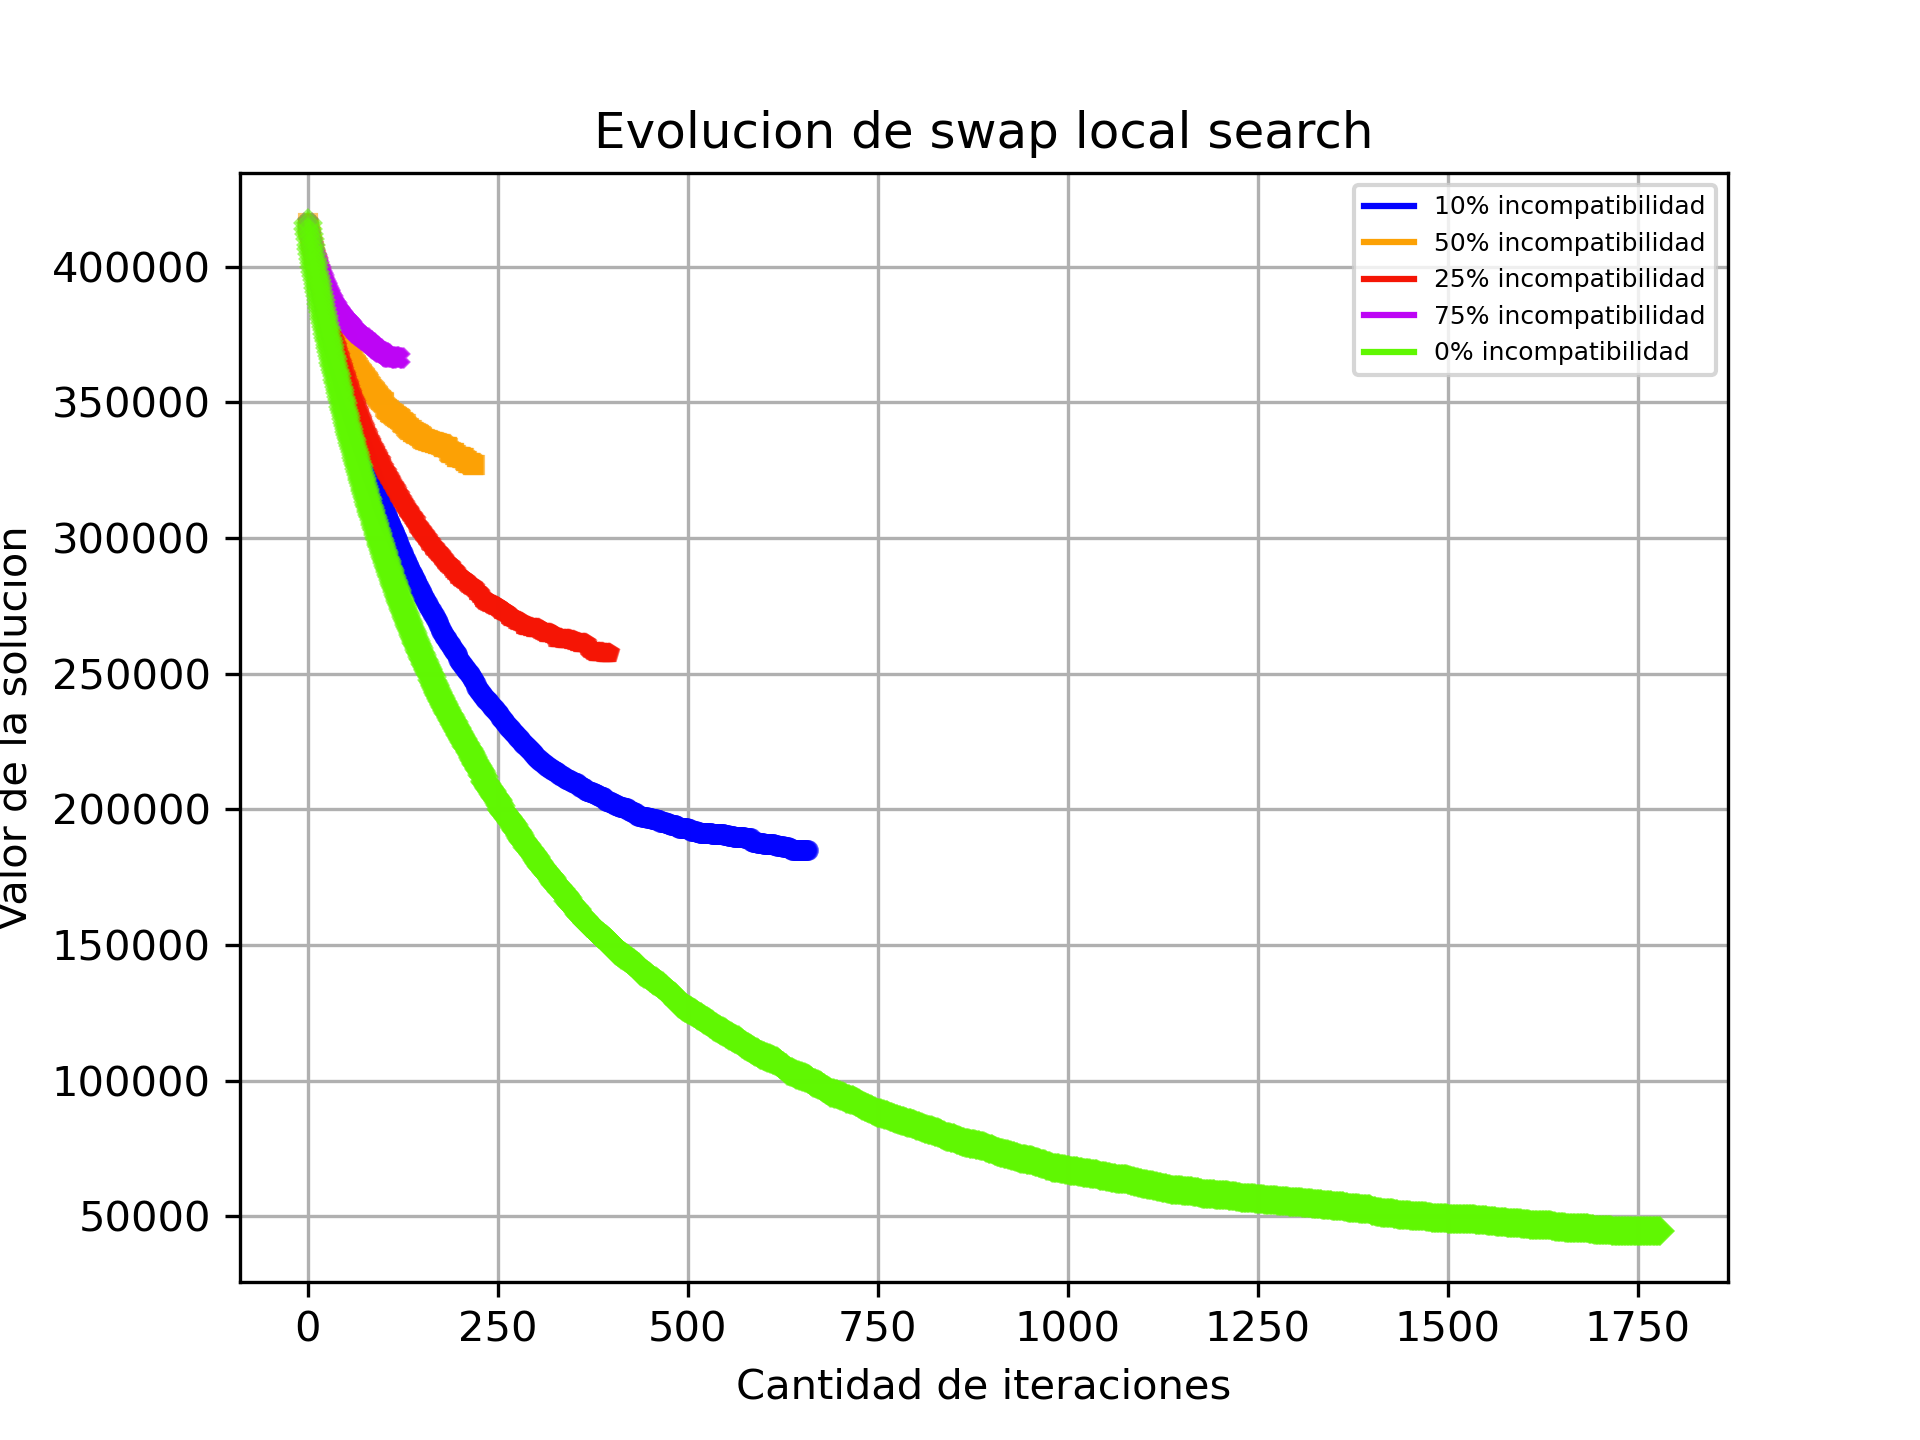 Evolucion de swap local search
10% incompatibilidad
50% incompatibilidad
25% incompatibilidad
75% incompatibilidad
0% incompatibilidad
400000
350000
300000
250000
200000
150000
100000
50000
Valor de la solucion
0 250 500 750 1000 1250 1500 1750
Cantidad de iteraciones